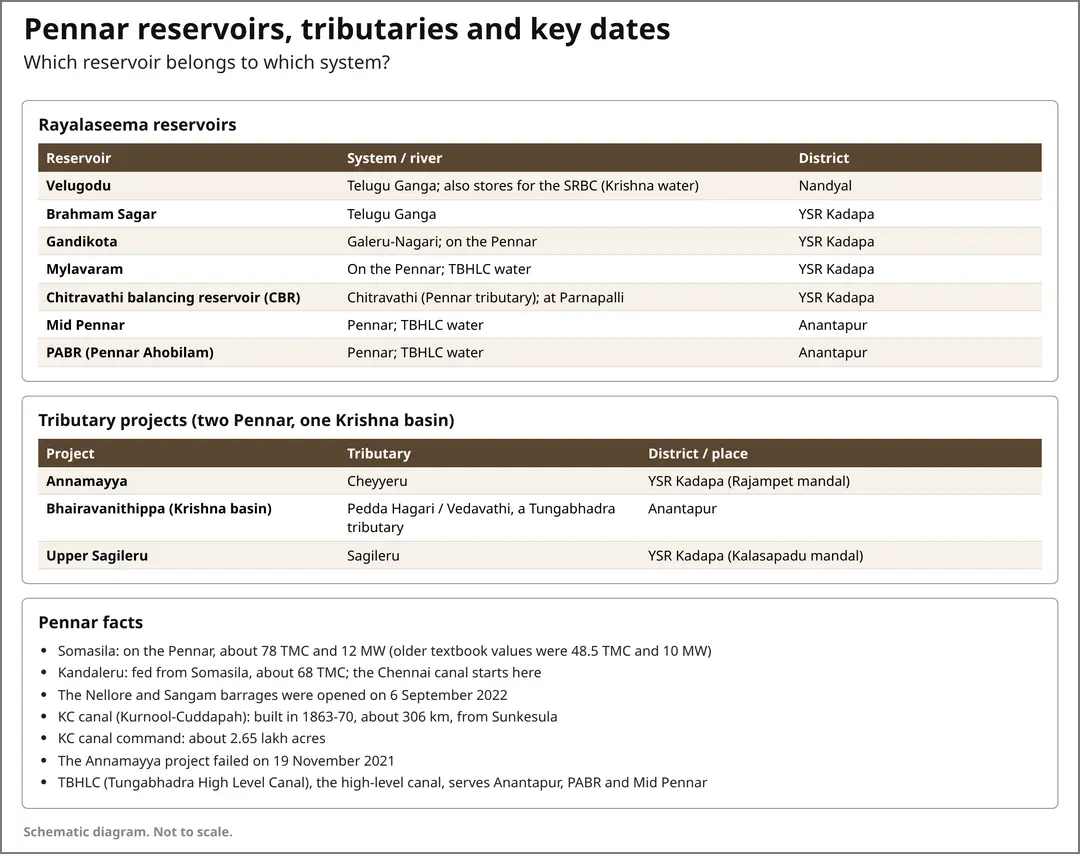 Pennar reservoirs, tributaries and key dates
Which reservoir belongs to which system?
Rayalaseema reservoirs
Reservoir System / river District
Velugodu Telugu Ganga; also stores for the SRBC (Krishna water) Nandyal
Brahmam Sagar Telugu Ganga YSR Kadapa
Gandikota Galeru-Nagari; on the Pennar YSR Kadapa
Mylavaram On the Pennar; TBHLC water YSR Kadapa
Chitravathi balancing reservoir (CBR) Chitravathi (Pennar tributary); at Parnapalli YSR Kadapa
Mid Pennar Pennar; TBHLC water Anantapur
PABR (Pennar Ahobilam) Pennar; TBHLC water Anantapur
Tributary projects (two Pennar, one Krishna basin)
Project Tributary District / place
Annamayya Cheyyeru YSR Kadapa (Rajampet mandal)
Bhairavanithippa (Krishna basin) Pedda Hagari / Vedavathi, a Tungabhadra Anantapur
tributary
Upper Sagileru Sagileru YSR Kadapa (Kalasapadu mandal)
Pennar facts
• Somasila: on the Pennar, about 78 TMC and 12 MW (older textbook values were 48.5 TMC and 10 MW)
• Kandaleru: fed from Somasila, about 68 TMC; the Chennai canal starts here
• The Nellore and Sangam barrages were opened on 6 September 2022
• KC canal (Kurnool-Cuddapah): built in 1863-70, about 306 km, from Sunkesula
• KC canal command: about 2.65 lakh acres
• The Annamayya project failed on 19 November 2021
• TBHLC (Tungabhadra High Level Canal), the high-level canal, serves Anantapur, PABR and Mid Pennar
Schematic diagram. Not to scale.